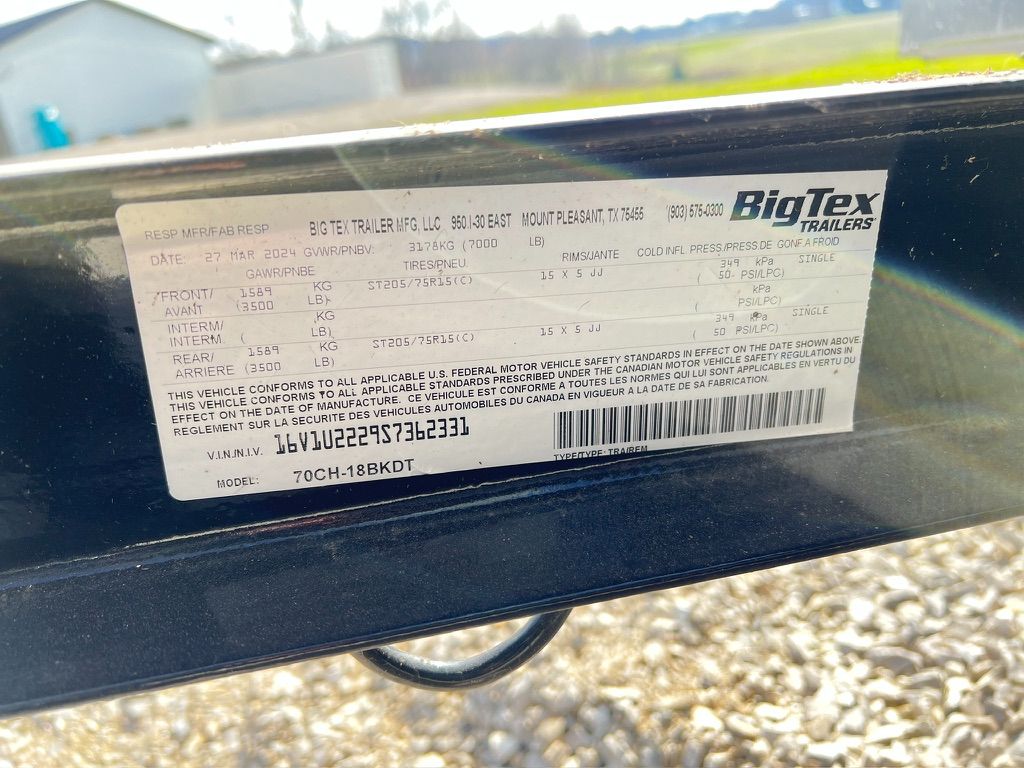 RESP MFR/FAB RESP BIG TEX TRAILER MFG, LLC 950 I-30 EAST MOUNT PLEASANT, TX 75455 (903) 575-0300 BigTex TRAILERS
DATE: 27 MAR 2024 GVWR/PNBV: 3178KG (7000 LB)
GAWR/PNBE TIRES/PNEU. RIMS/JANTE COLD INFL. PRESS/PRESS.DE GONF A FROID
FRONT/ 1589 KG ST205/75R15(C) 15 X 5 JJ 349 kPa SINGLE
AVANT (3500 LB) ( 50 PSI/LPC)
INTERM/ KG kPa
INTERM. ( LB) ( PSI/LPC)
REAR/ 1589 KG ST205/75R15(C) 15 X 5 JJ 349 kPa SINGLE
ARRIERE (3500 LB) ( 50 PSI/LPC)
THIS VEHICLE CONFORMS TO ALL APPLICABLE U.S. FEDERAL MOTOR VEHICLE SAFETY STANDARDS IN EFFECT ON THE DATE SHOWN ABOVE.
THIS VEHICLE CONFORMS TO ALL APPLICABLE STANDARDS PRESCRIBED UNDER THE CANADIAN MOTOR VEHICLE SAFETY REGULATIONS IN
EFFECT ON THE DATE OF MANUFACTURE. CE VEHICULE EST CONFORME A TOUTES LES NORMES QUI LUI SONT APPLICABLES EN VERTU DU
REGLEMENT SUR LA SECURITE DES VEHICULES AUTOMOBILES DU CANADA EN VIGUEUR A LA DATE DE SA FABRICATION.
V.I.N./N.I.V. 16V1U2229S7362331
MODEL: 70CH-18BKDT TYPE/TYPE: TRA/REM